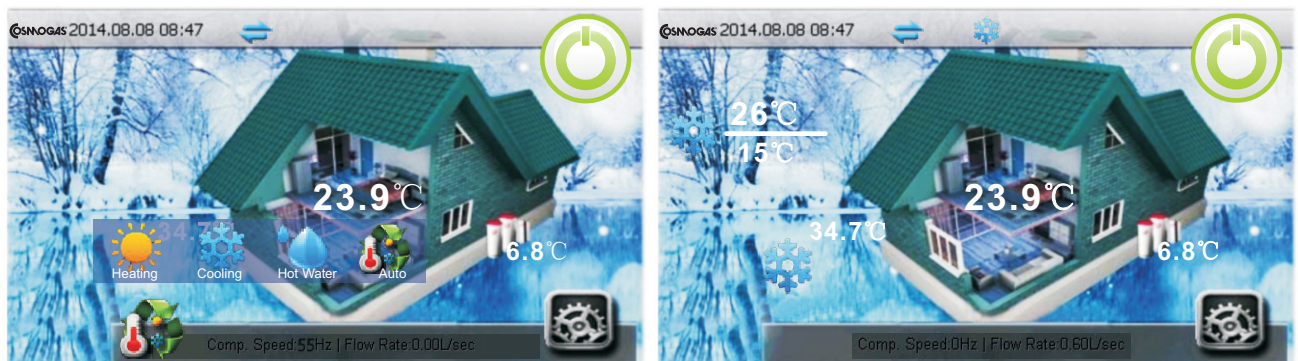 COSMOGAS 2014.08.08 08:47
23.9°C
34.7°C
6.8°C
Heating Cooling Hot Water Auto
Comp. Speed:55Hz | Flow Rate:0.00L/sec
COSMOGAS 2014.08.08 08:47
26°C
15°C
23.9°C
34.7°C
6.8°C
Comp. Speed:0Hz | Flow Rate:0.60L/sec